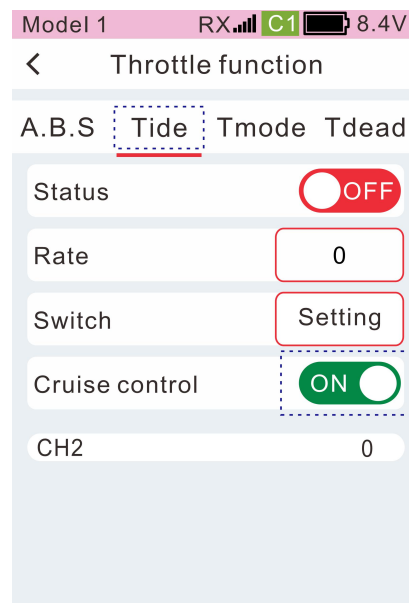 Model 1 RX C1 8.4V
Throttle function
A.B.S Tide Tmode Tdead
Status OFF
Rate 0
Switch Setting
Cruise control ON
CH2 0